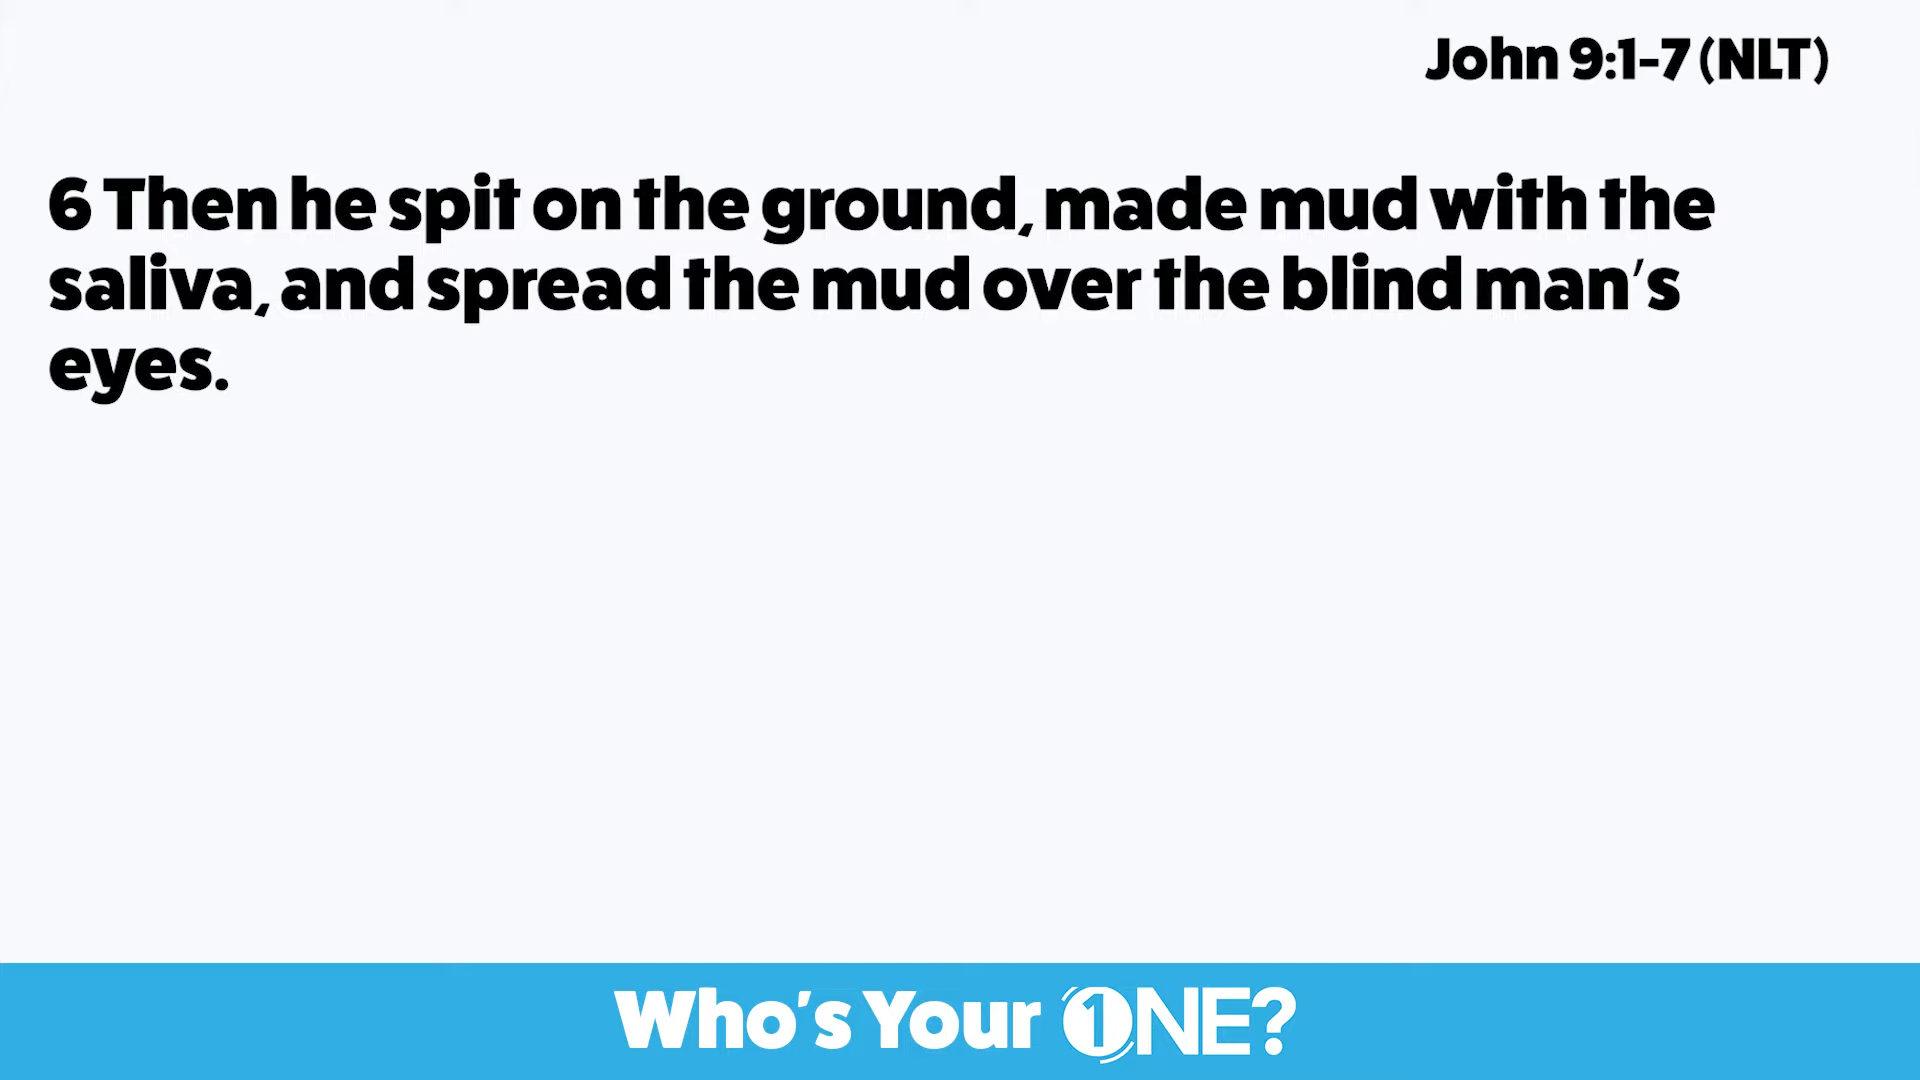 John 9:1-7 (NLT)
6 Then he spit on the ground, made mud with the
saliva, and spread the mud over the blind man's
eyes.
Who's Your 1NE?